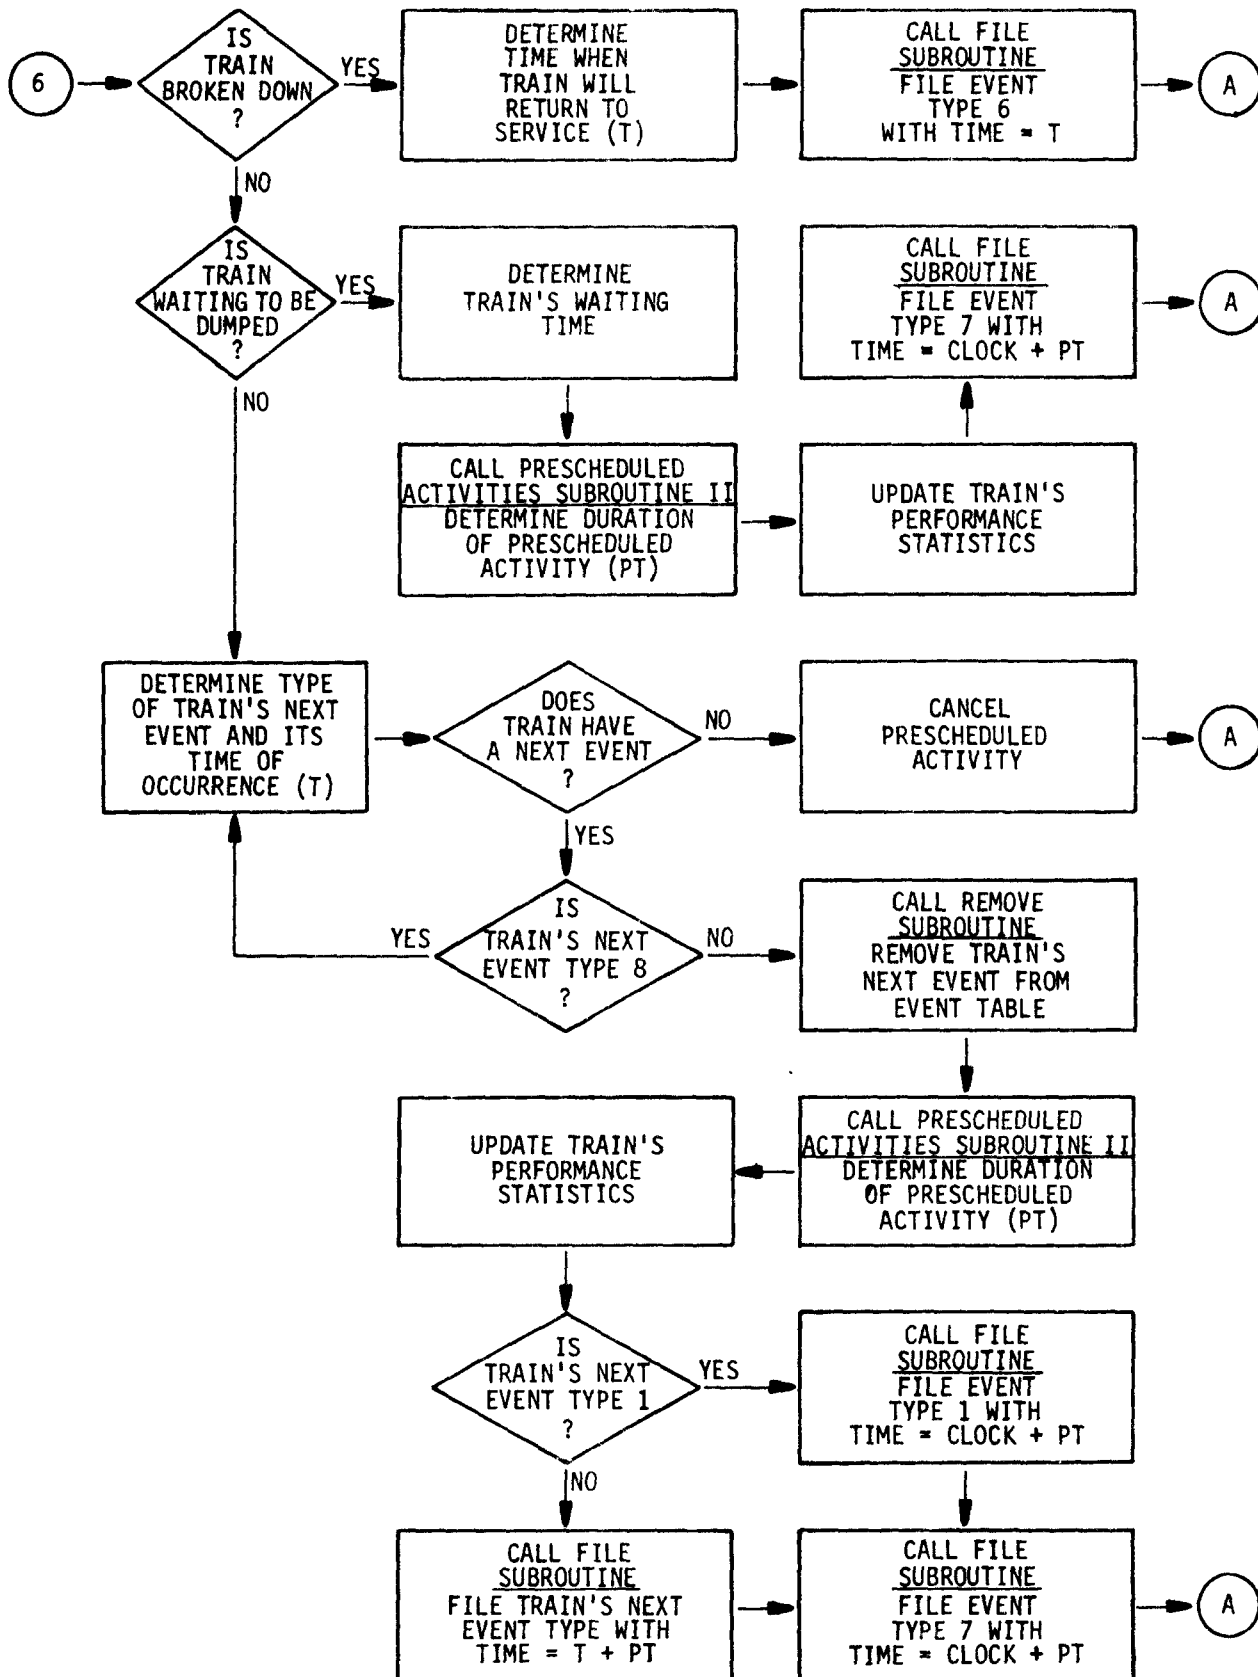 6
IS
TRAIN
BROKEN DOWN
?
YES
DETERMINE
TIME WHEN
TRAIN WILL
RETURN TO
SERVICE (T)
CALL FILE
SUBROUTINE
FILE EVENT
TYPE 6
WITH TIME = T
A
NO
IS
TRAIN
WAITING TO BE
DUMPED
?
YES
DETERMINE
TRAIN'S WAITING
TIME
CALL FILE
SUBROUTINE
FILE EVENT
TYPE 7 WITH
TIME = CLOCK + PT
A
NO
CALL PRESCHEDULED
ACTIVITIES SUBROUTINE II
DETERMINE DURATION
OF PRESCHEDULED
ACTIVITY (PT)
UPDATE TRAIN'S
PERFORMANCE
STATISTICS
DETERMINE TYPE
OF TRAIN'S NEXT
EVENT AND ITS
TIME OF
OCCURRENCE (T)
DOES
TRAIN HAVE
A NEXT EVENT
?
NO
CANCEL
PRESCHEDULED
ACTIVITY
A
YES
IS
TRAIN'S NEXT
EVENT TYPE 8
?
YES
NO
CALL REMOVE
SUBROUTINE
REMOVE TRAIN'S
NEXT EVENT FROM
EVENT TABLE
UPDATE TRAIN'S
PERFORMANCE
STATISTICS
CALL PRESCHEDULED
ACTIVITIES SUBROUTINE II
DETERMINE DURATION
OF PRESCHEDULED
ACTIVITY (PT)
IS
TRAIN'S NEXT
EVENT TYPE 1
?
YES
CALL FILE
SUBROUTINE
FILE EVENT
TYPE 1 WITH
TIME = CLOCK + PT
NO
CALL FILE
SUBROUTINE
FILE TRAIN'S NEXT
EVENT TYPE WITH
TIME = T + PT
CALL FILE
SUBROUTINE
FILE EVENT
TYPE 7 WITH
TIME = CLOCK + PT
A